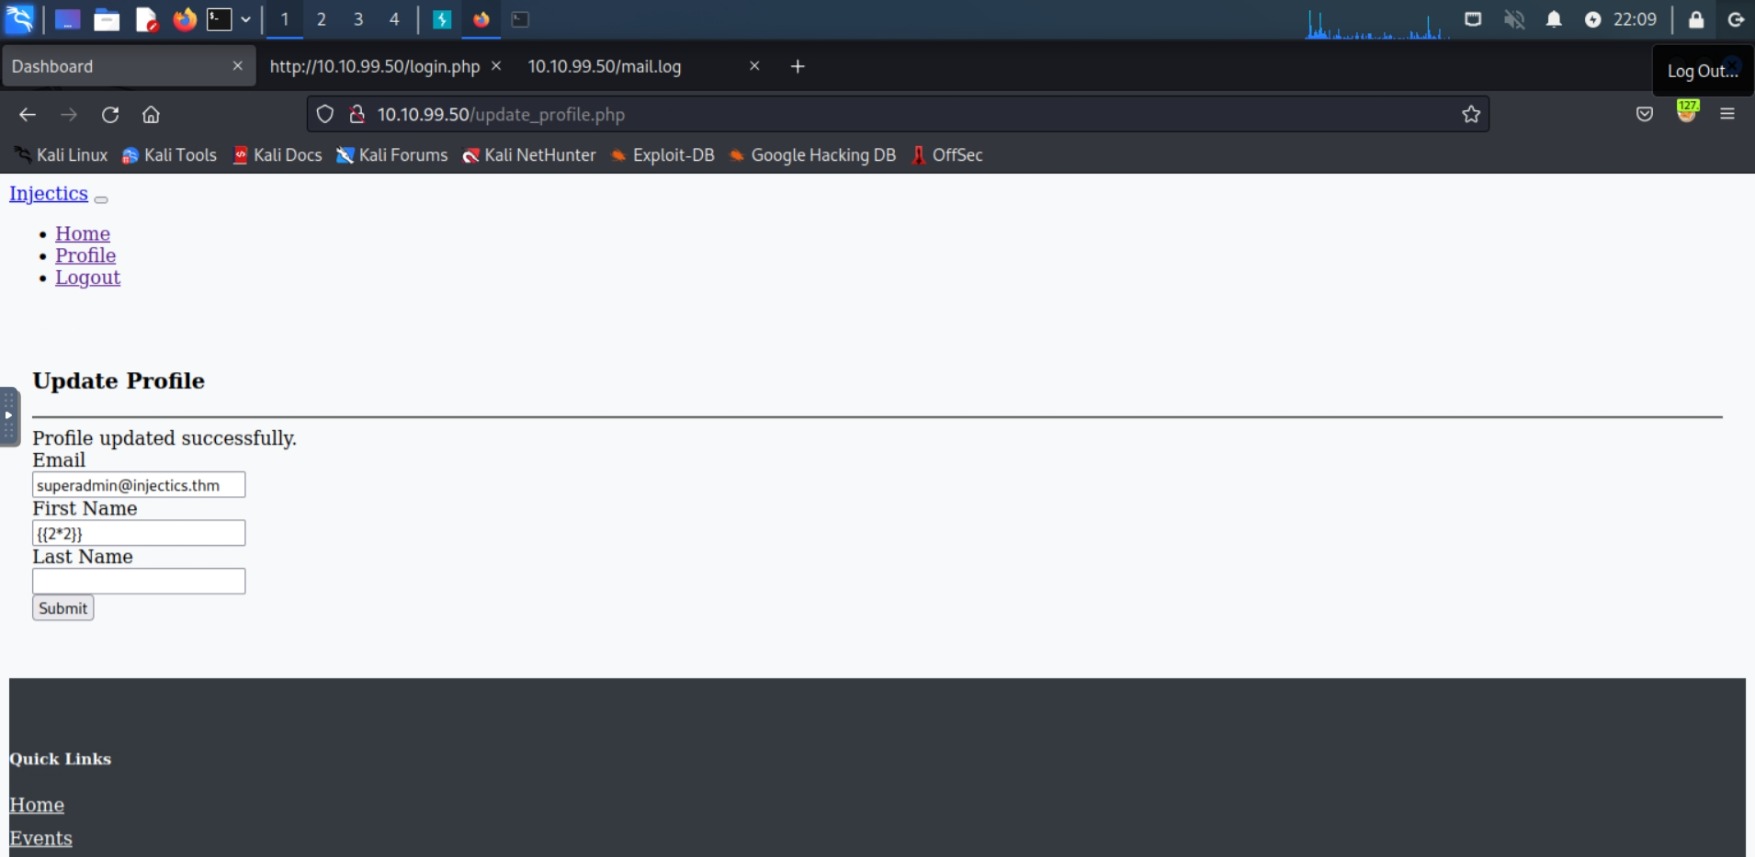 1 2 3 4 22:09
Dashboard × http://10.10.99.50/login.php × 10.10.99.50/mail.log × +
Log Out...
10.10.99.50/update_profile.php 127.
Kali Linux Kali Tools Kali Docs Kali Forums Kali NetHunter Exploit-DB Google Hacking DB OffSec
Injectics
• Home
• Profile
• Logout
Update Profile
Profile updated successfully.
Email
superadmin@injectics.thm
First Name
{{2*2}}
Last Name
Submit
Quick Links
Home
Events